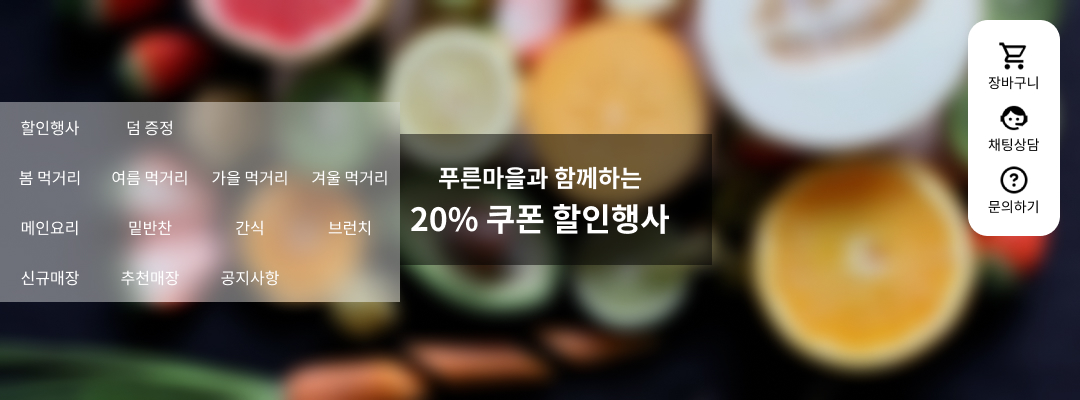 할인행사 덤 증정
봄 먹거리 여름 먹거리 가을 먹거리 겨울 먹거리
메인요리 밑반찬 간식 브런치
신규매장 추천매장 공지사항
푸른마을과 함께하는
20% 쿠폰 할인행사
장바구니
채팅상담
문의하기